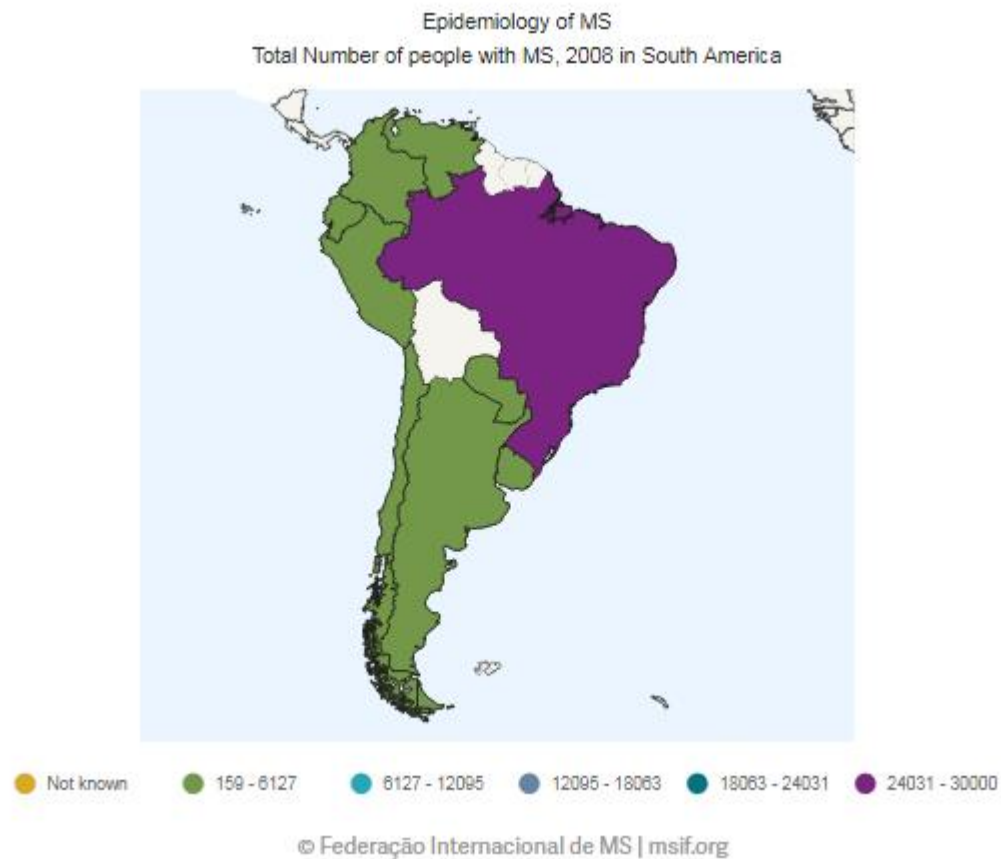 Epidemiology of MS
Total Number of people with MS, 2008 in South America
Not known 159 - 6127 6127 - 12095 12095 - 18063 18063 - 24031 24031 - 30000
© Federação Internacional de MS | msif.org